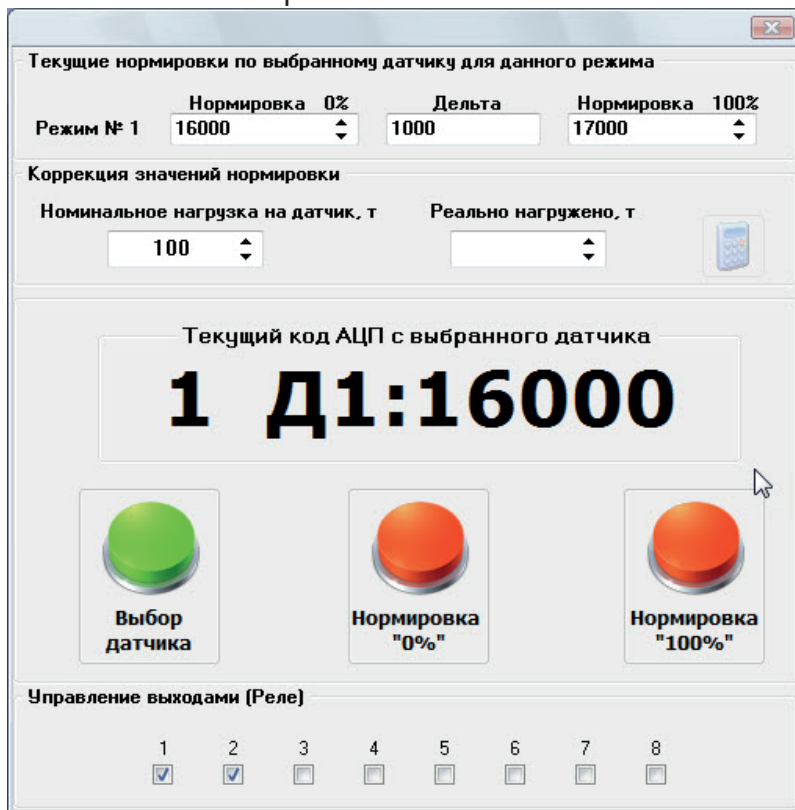 Текущие нормировки по выбранному датчику для данного режима
Нормировка 0% Дельта Нормировка 100%
Режим № 1 16000 1000 17000
Коррекция значений нормировки
Номинальное нагрузка на датчик, т Реально нагружено, т
100
Текущий код АЦП с выбранного датчика
1 Д1:16000
Выбор датчика
Нормировка "0%"
Нормировка "100%"
Управление выходами (Реле)
1 2 3 4 5 6 7 8